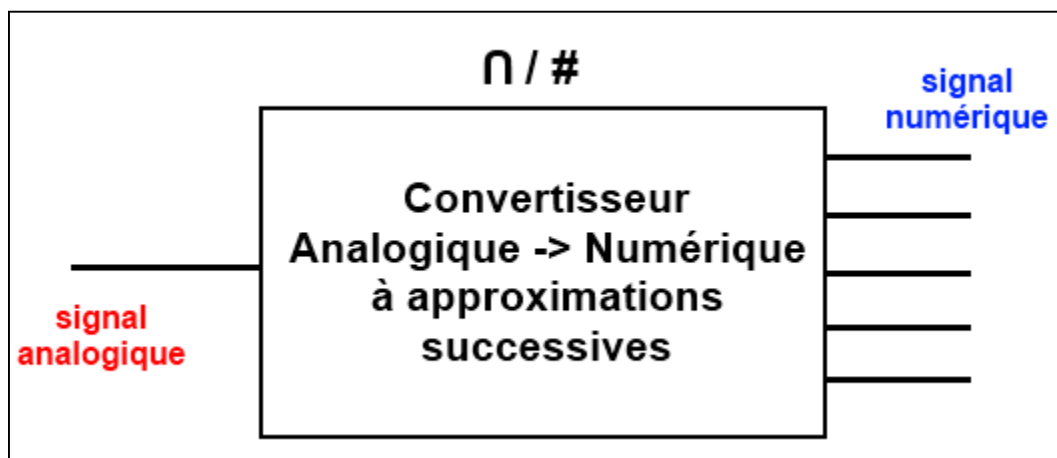 ∩ / #
signal
numérique
Convertisseur
Analogique -> Numérique
à approximations
successives
signal
analogique